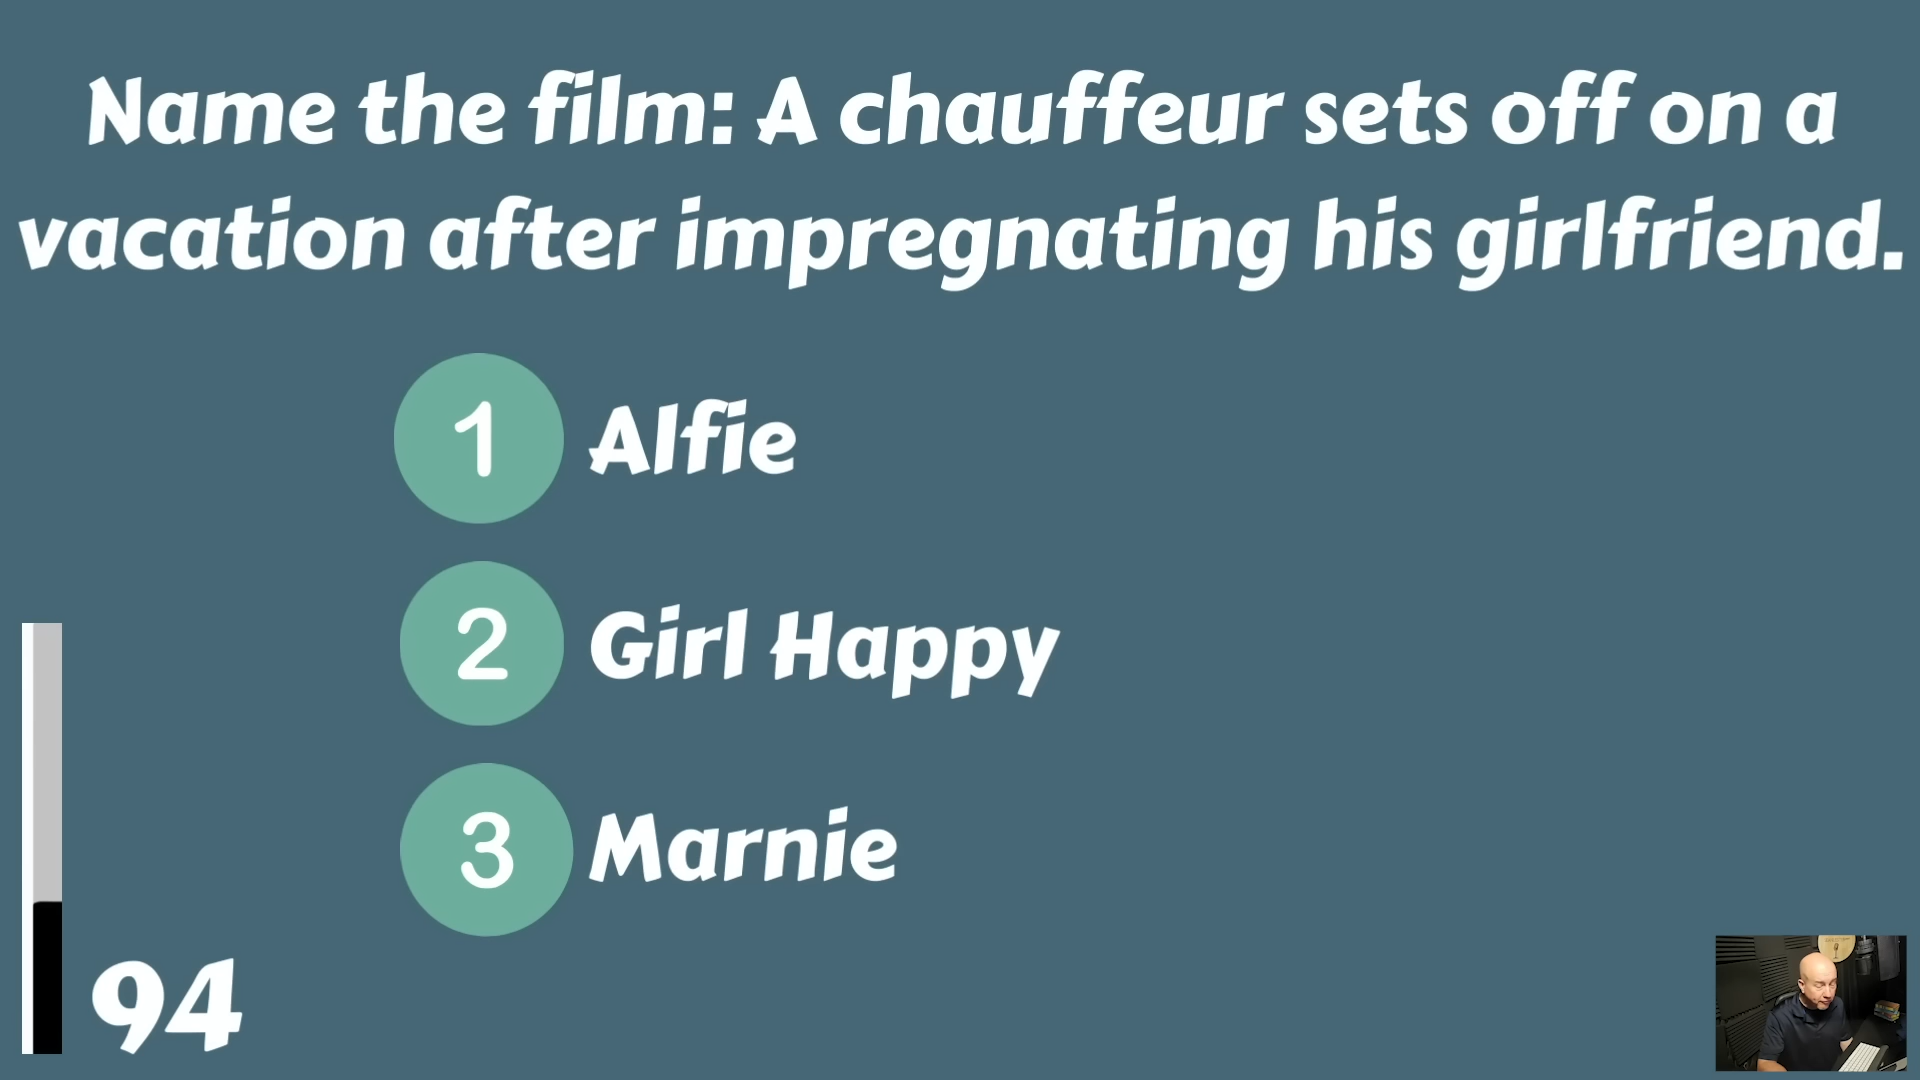 Name the film: A chauffeur sets off on a
vacation after impregnating his girlfriend.
1 Alfie
2 Girl Happy
3 Marnie
94